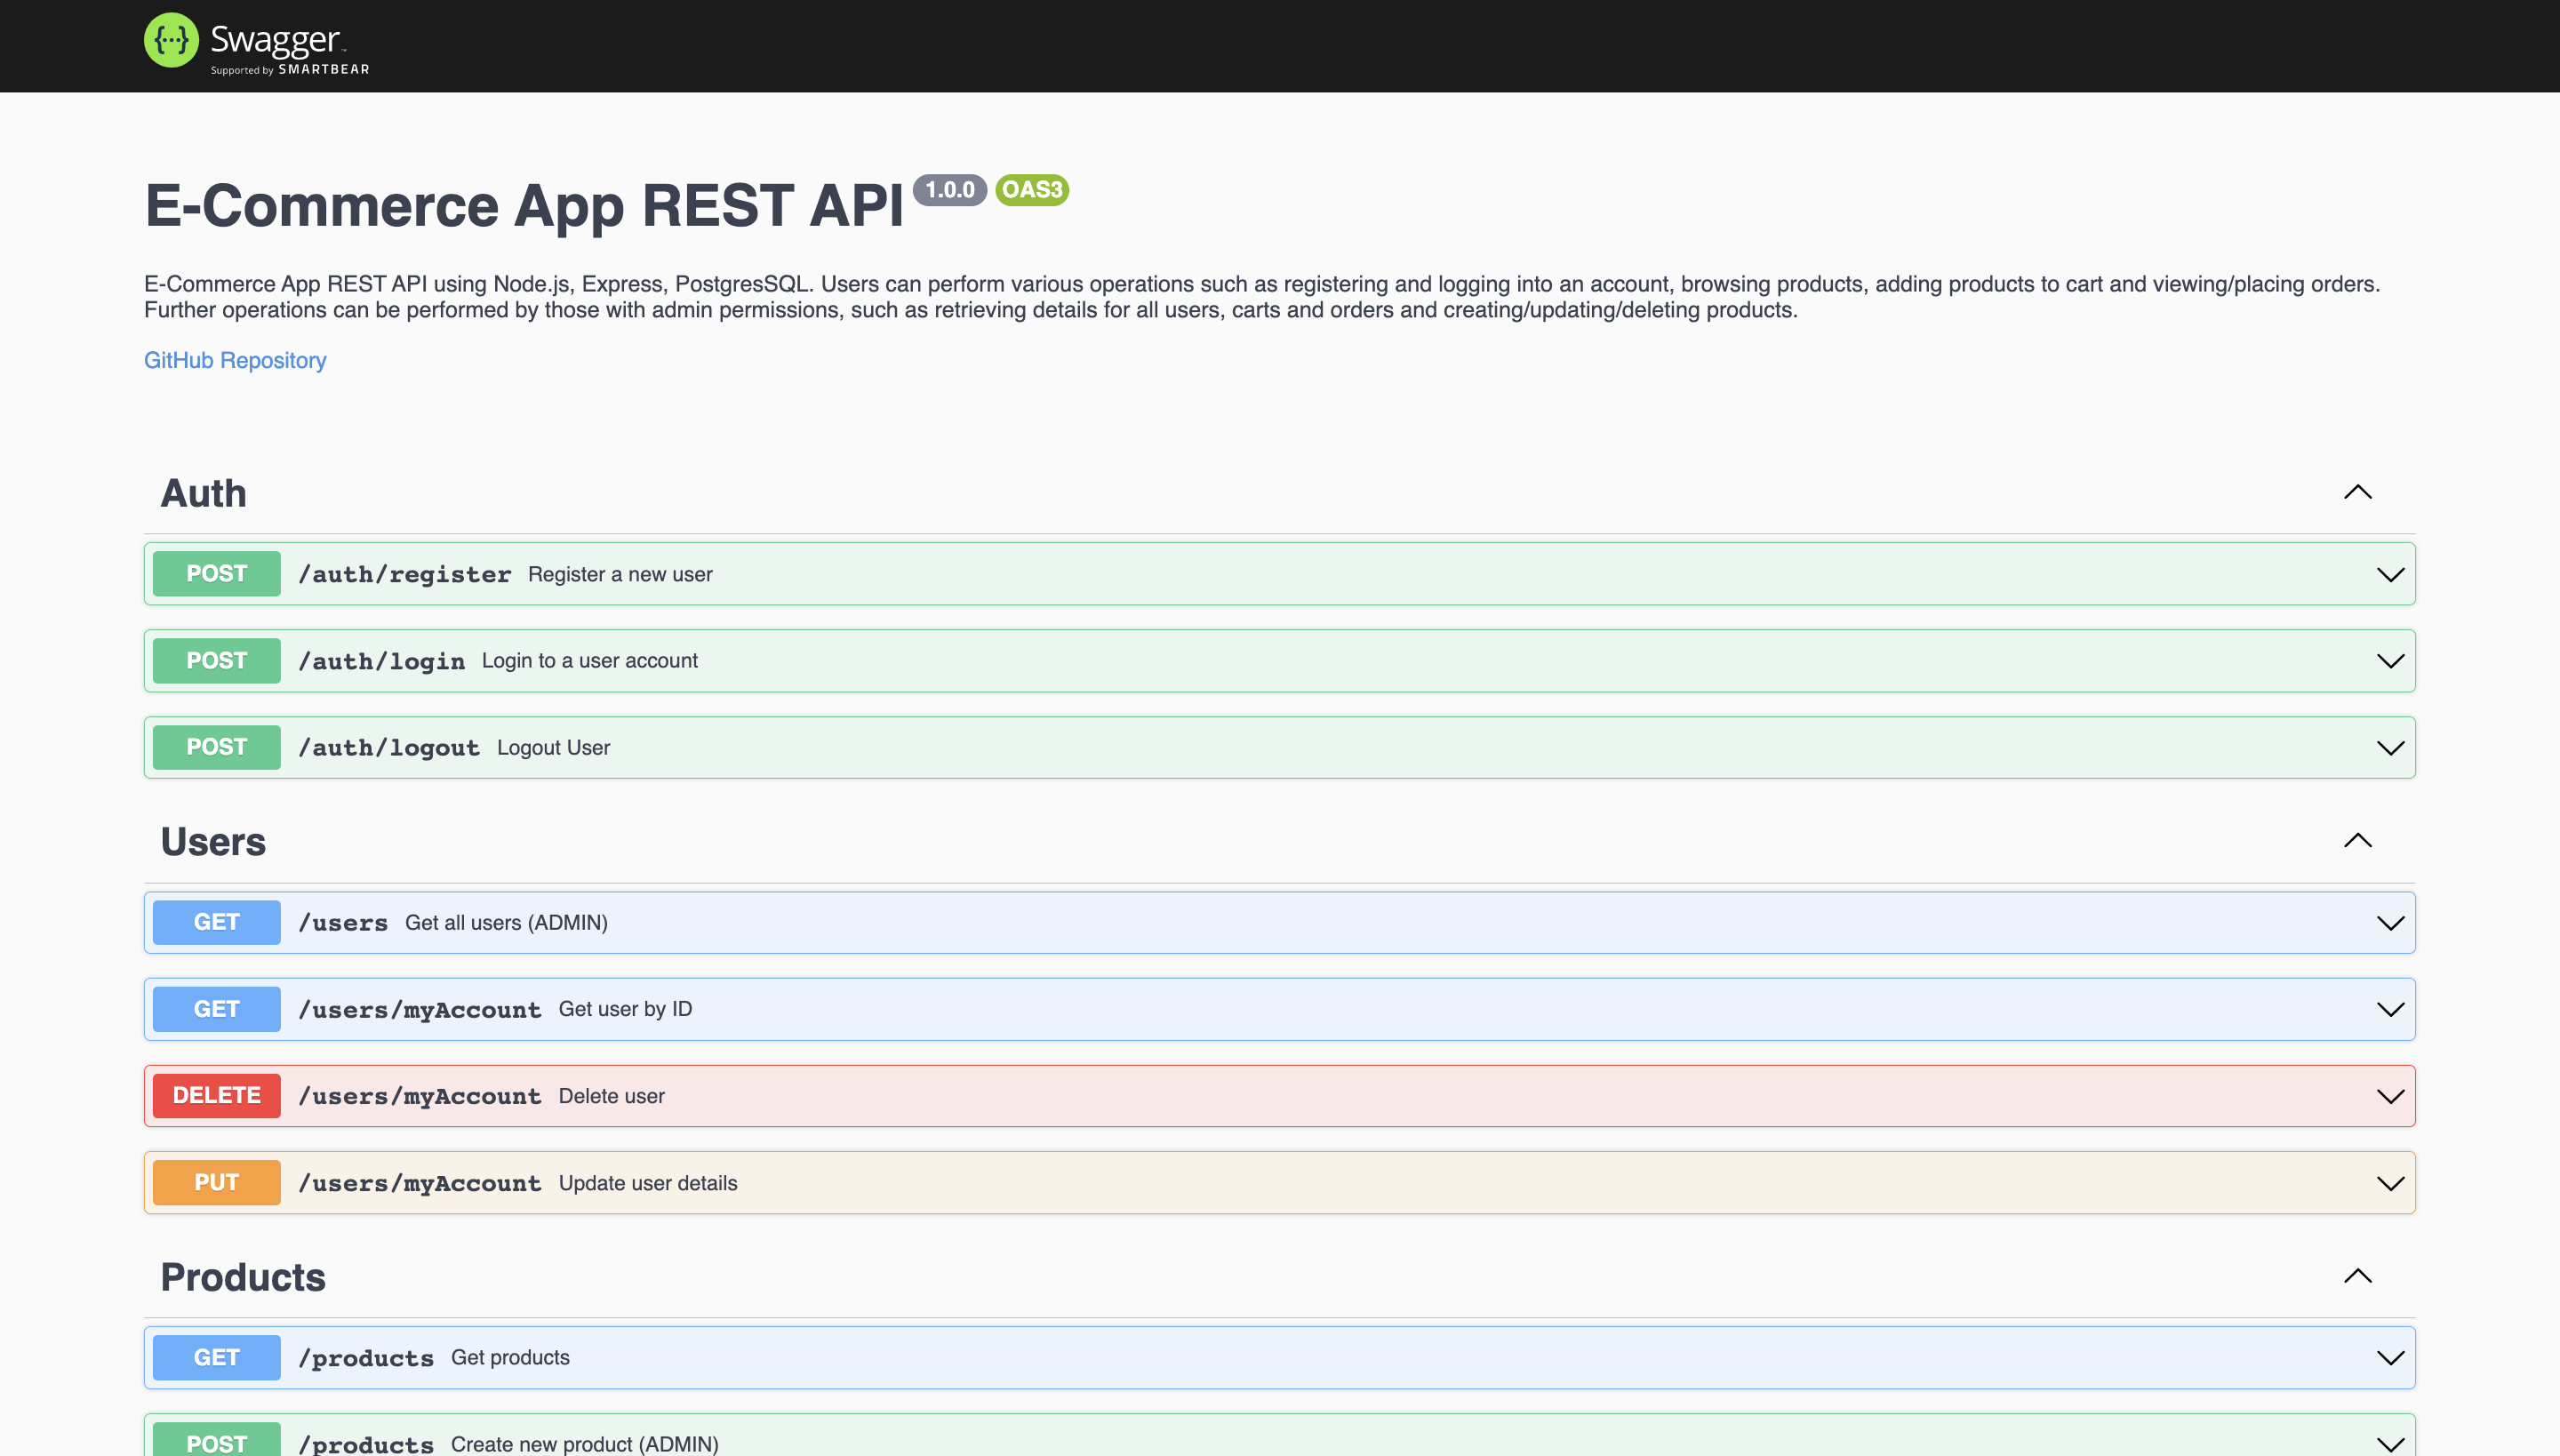 {···} Swagger™
Supported by SMARTBEAR
E-Commerce App REST API 1.0.0 OAS3
E-Commerce App REST API using Node.js, Express, PostgresSQL. Users can perform various operations such as registering and logging into an account, browsing products, adding products to cart and viewing/placing orders.
Further operations can be performed by those with admin permissions, such as retrieving details for all users, carts and orders and creating/updating/deleting products.
GitHub Repository
Auth
POST /auth/register Register a new user
POST /auth/login Login to a user account
POST /auth/logout Logout User
Users
GET /users Get all users (ADMIN)
GET /users/myAccount Get user by ID
DELETE /users/myAccount Delete user
PUT /users/myAccount Update user details
Products
GET /products Get products
POST /products Create new product (ADMIN)